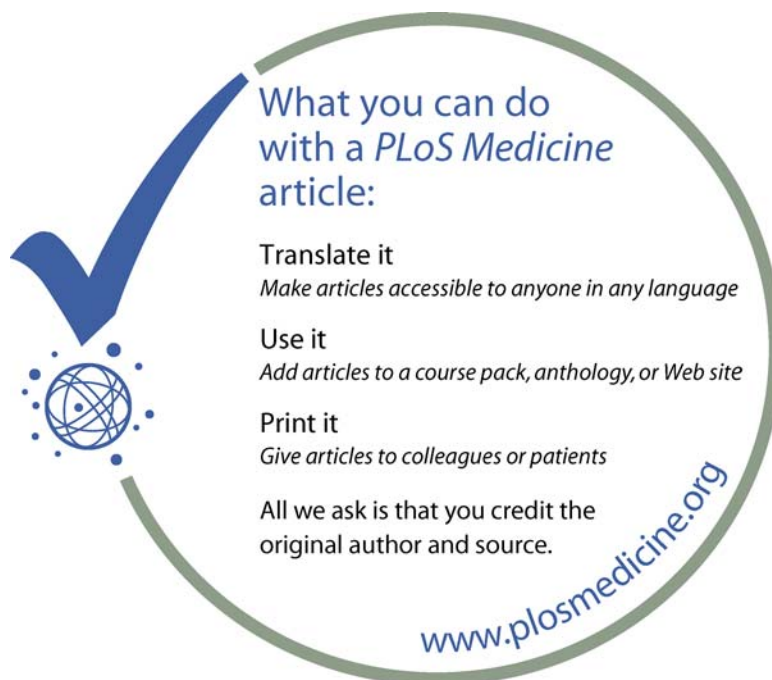 What you can do
with a PLoS Medicine
article:
Translate it
Make articles accessible to anyone in any language
Use it
Add articles to a course pack, anthology, or Web site
Print it
Give articles to colleagues or patients
All we ask is that you credit the
original author and source.
www.plosmedicine.org